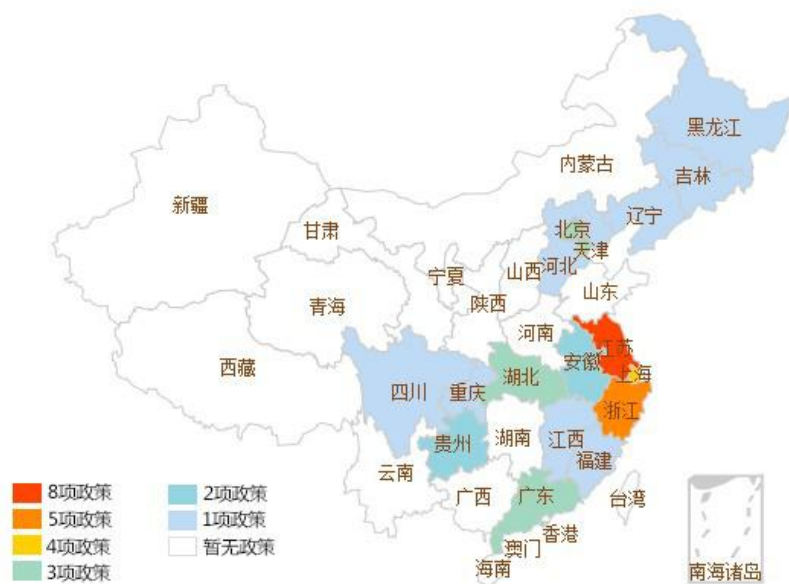 黑龙江
内蒙古
吉林
新疆
辽宁
北京
甘肃
天津
宁夏
山西
河北
山东
青海
陕西
河南
江苏
西藏
安徽
上海
四川
重庆
湖北
浙江
贵州
湖南
江西
福建
云南
广西
广东
台湾
香港
澳门
海南
南海诸岛
8项政策
5项政策
4项政策
3项政策
2项政策
1项政策
暂无政策